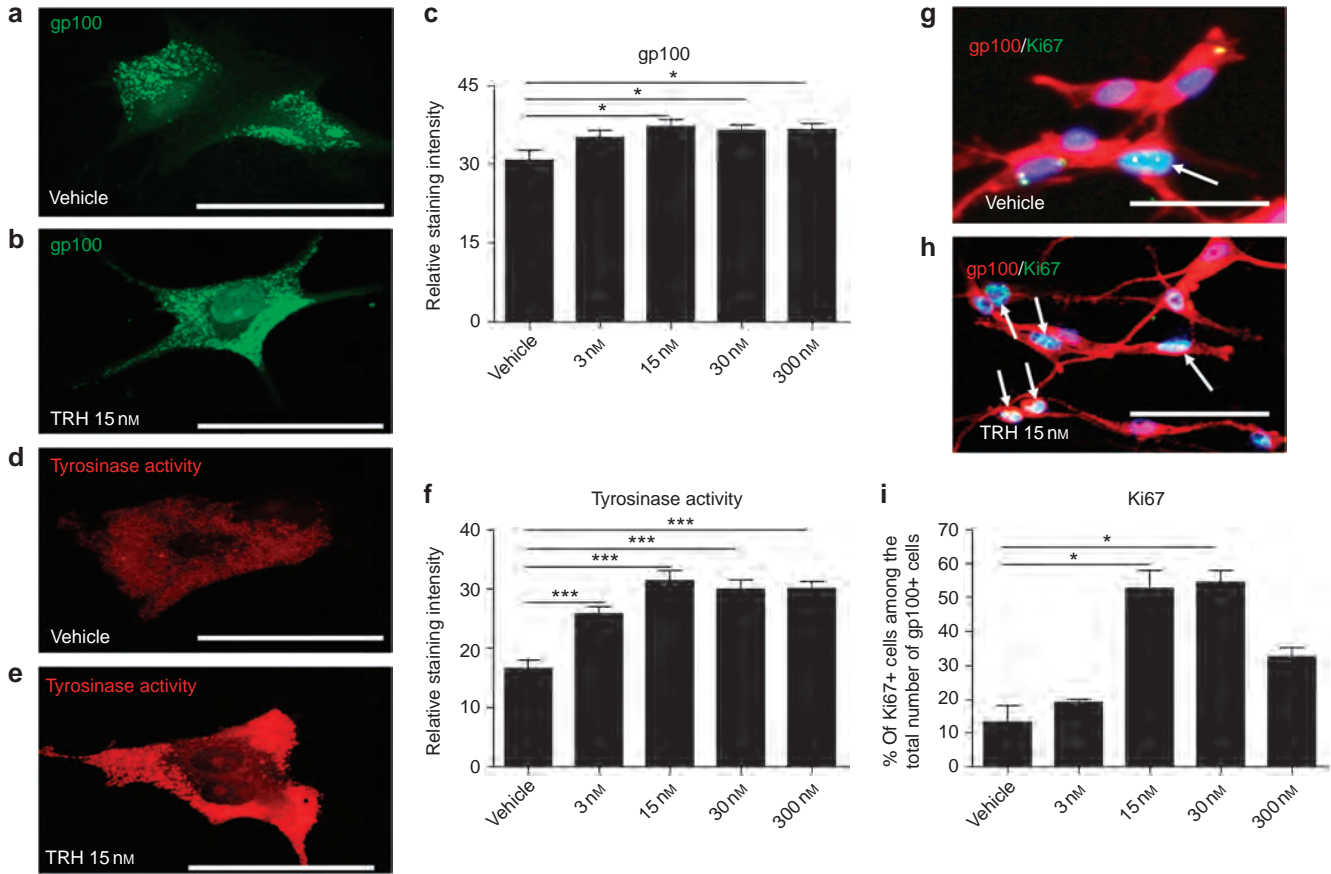 a
gp100
Vehicle
b
gp100
TRH 15 nM
c
gp100
Relative staining intensity
45
30
15
0
*
*
*
Vehicle
3 nM
15 nM
30 nM
300 nM
d
Tyrosinase activity
Vehicle
e
Tyrosinase activity
TRH 15 nM
f
Tyrosinase activity
Relative staining intensity
40
30
20
10
0
***
***
***
***
Vehicle
3 nM
15 nM
30 nM
300 nM
g
gp100/Ki67
Vehicle
h
gp100/Ki67
TRH 15 nM
i
Ki67
% Of Ki67+ cells among the
total number of gp100+ cells
70
60
50
40
30
20
10
0
*
*
Vehicle
3 nM
15 nM
30 nM
300 nM